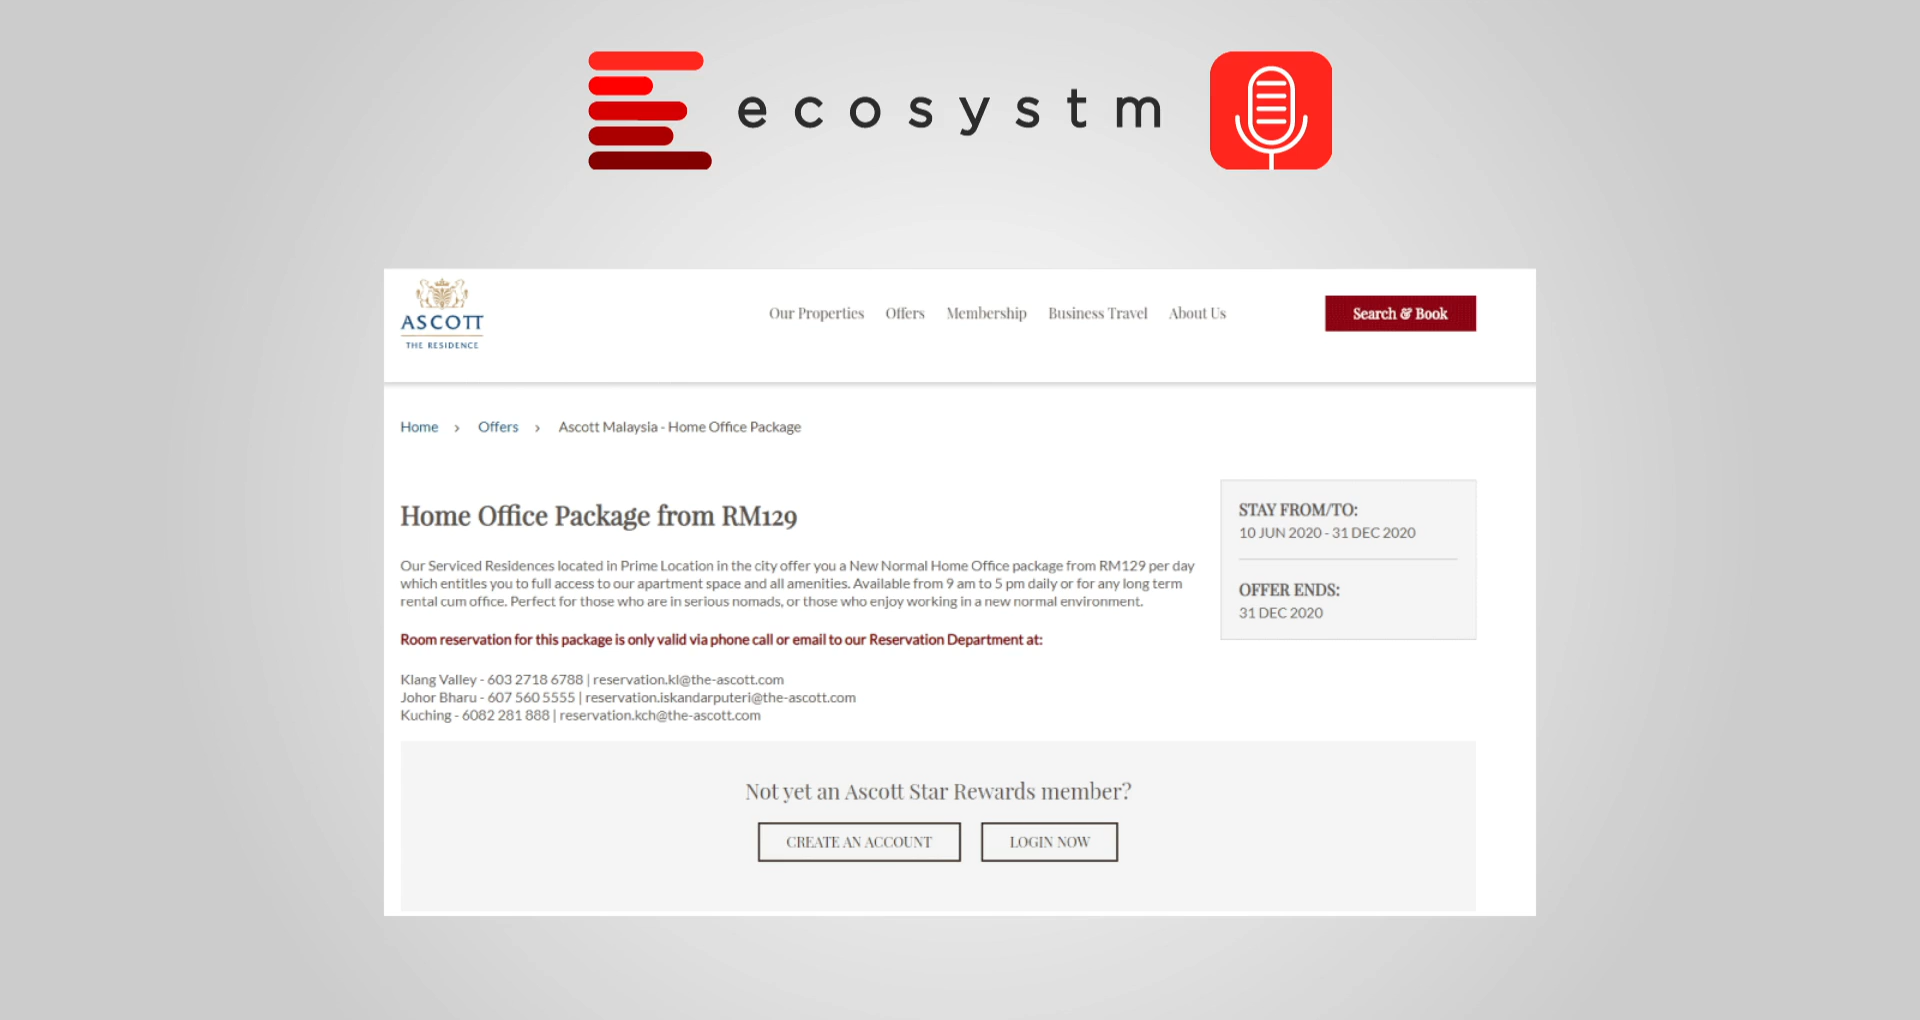 ecosystm
ASCOTT
THE RESIDENCE
Our Properties Offers Membership Business Travel About Us
Search & Book
Home > Offers > Ascott Malaysia - Home Office Package
Home Office Package from RM129
Our Serviced Residences located in Prime Location in the city offer you a New Normal Home Office package from RM129 per day
which entitles you to full access to our apartment space and all amenities. Available from 9 am to 5 pm daily or for any long term
rental cum office. Perfect for those who are in serious nomads, or those who enjoy working in a new normal environment.
Room reservation for this package is only valid via phone call or email to our Reservation Department at:
Klang Valley - 603 2718 6788 | reservation.kl@the-ascott.com
Johor Bharu - 607 560 5555 | reservation.iskandarputeri@the-ascott.com
Kuching - 6082 281 888 | reservation.kch@the-ascott.com
STAY FROM/TO:
10 JUN 2020 - 31 DEC 2020
OFFER ENDS:
31 DEC 2020
Not yet an Ascott Star Rewards member?
CREATE AN ACCOUNT LOGIN NOW